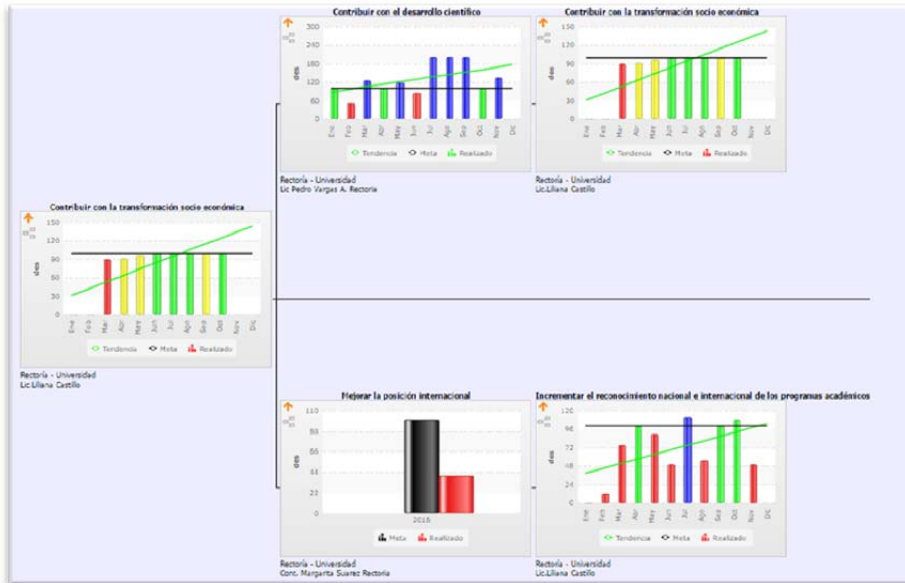 Contribuir con el desarrollo científico
300
240
180
120
60
0
des
Ene Feb Mar Abr May Jun Jul Ago Sep Oct Nov Dic
Tendencia Meta Realizado
Rectoría - Universidad
Lic Pedro Vargas A. Rectoria
Contribuir con la transformación socio económica
150
120
90
60
30
0
des
Ene Feb Mar Abr May Jun Jul Ago Sep Oct Nov Dic
Tendencia Meta Realizado
Rectoría - Universidad
Lic.Liliana Castillo
Contribuir con la transformación socio económica
150
120
90
60
30
0
des
Ene Feb Mar Abr May Jun Jul Ago Sep Oct Nov Dic
Tendencia Meta Realizado
Rectoría - Universidad
Lic.Liliana Castillo
Mejorar la posición internacional
110
88
66
44
22
0
des
Meta Realizado
Rectoría - Universidad
Cont. Margarita Suarez Rectoria
Incrementar el reconocimiento nacional e internacional de los programas académicos
120
96
72
48
24
0
des
Ene Feb Mar Abr May Jun Jul Ago Sep Oct Nov Dic
Tendencia Meta Realizado
Rectoría - Universidad
Lic.Liliana Castillo